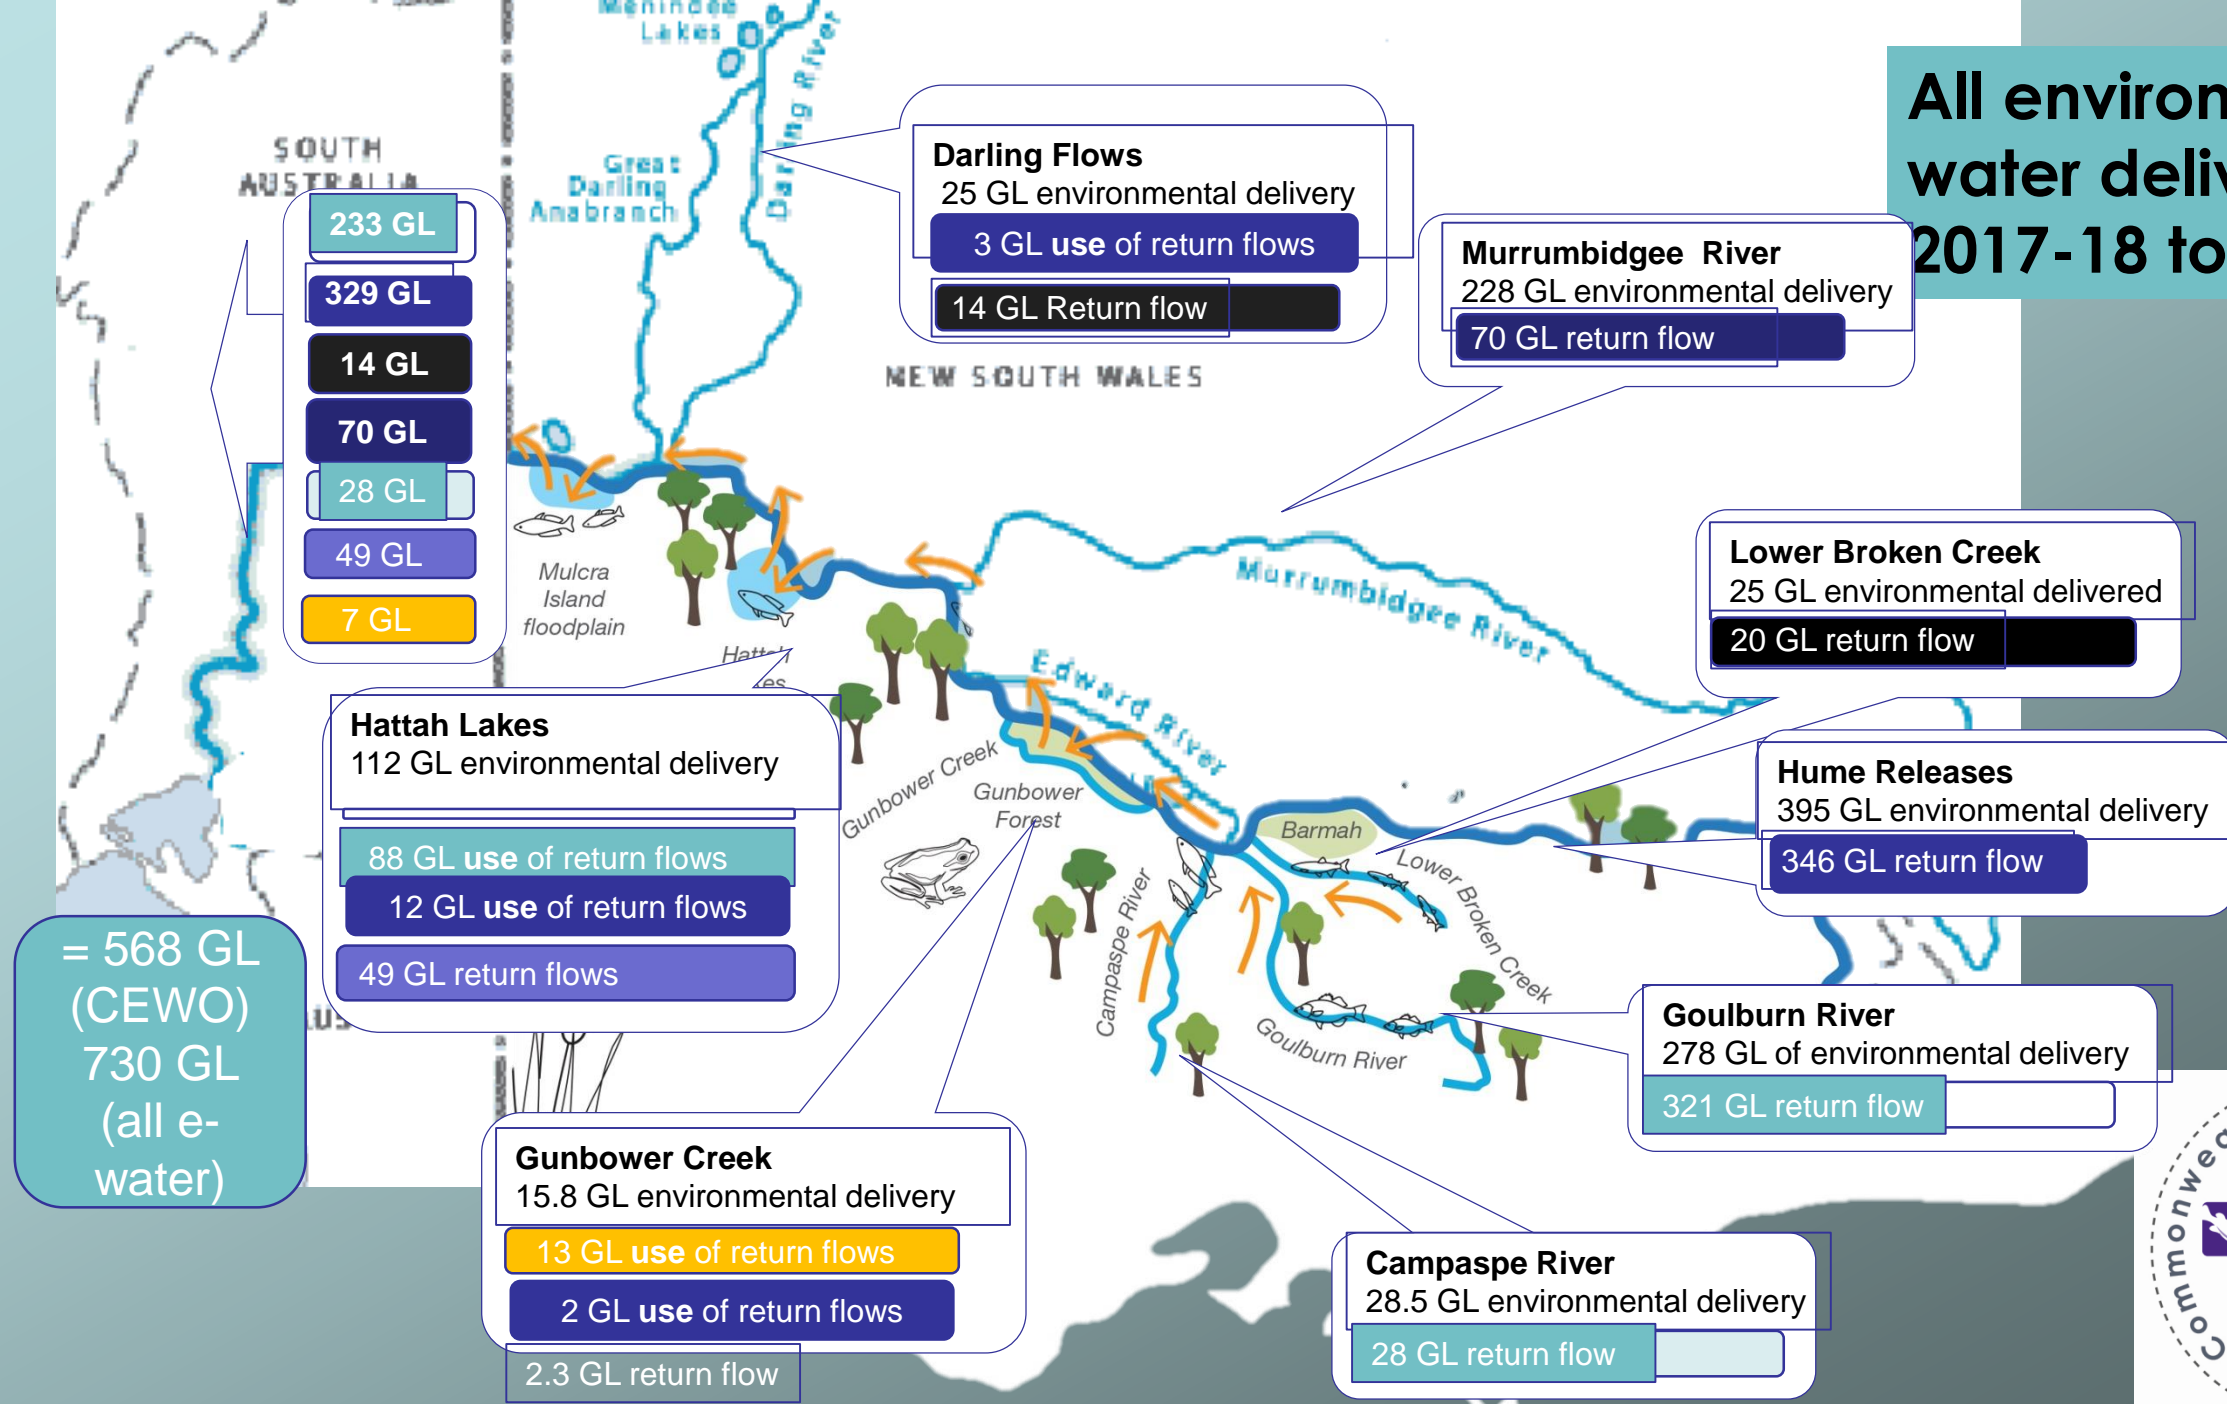 Menindee
Lakes
Darling River
All environ
water deliv
2017-18 to
SOUTH
AUSTRALIA
Great
Darling
Anabranch
233 GL
329 GL
14 GL
70 GL
28 GL
49 GL
7 GL
Darling Flows
25 GL environmental delivery
3 GL use of return flows
14 GL Return flow
Murrumbidgee River
228 GL environmental delivery
70 GL return flow
NEW SOUTH WALES
Mulcra
Island
floodplain
Murrumbidgee River
Lower Broken Creek
25 GL environmental delivered
20 GL return flow
Edward River
Hattah Lakes
112 GL environmental delivery
88 GL use of return flows
12 GL use of return flows
49 GL return flows
Gunbower Creek
Gunbower
Forest
Barmah
Hume Releases
395 GL environmental delivery
346 GL return flow
Campaspe River
Lower Broken Creek
Goulburn River
= 568 GL
(CEWO)
730 GL
(all e-
water)
Goulburn River
278 GL of environmental delivery
321 GL return flow
Gunbower Creek
15.8 GL environmental delivery
13 GL use of return flows
2 GL use of return flows
2.3 GL return flow
Campaspe River
28.5 GL environmental delivery
28 GL return flow
Commonwea